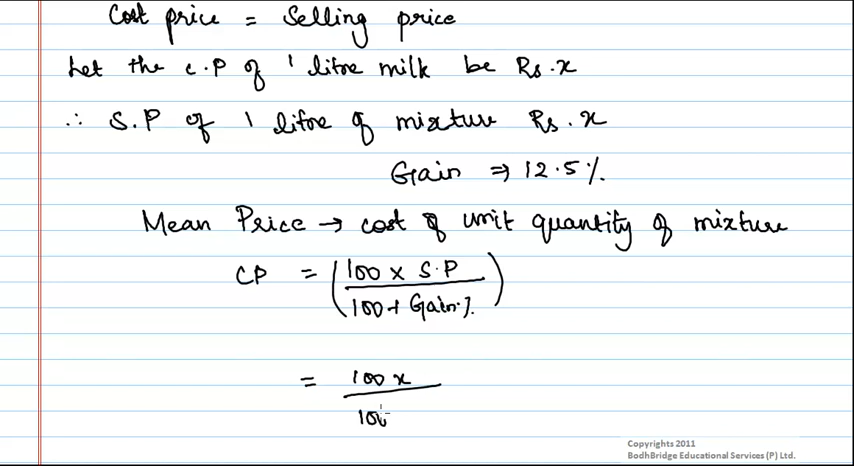 Cost price = Selling price
Let the C.P of 1 litre milk be Rs. x
∴ S.P of 1 litre of mixture Rs. x
Gain ⇒ 12.5%
Mean Price → cost of unit quantity of mixture
CP = (100 × S.P / 100 + Gain%)
= 100 x / 100
Copyrights 2011
BodhBridge Educational Services (P) Ltd.